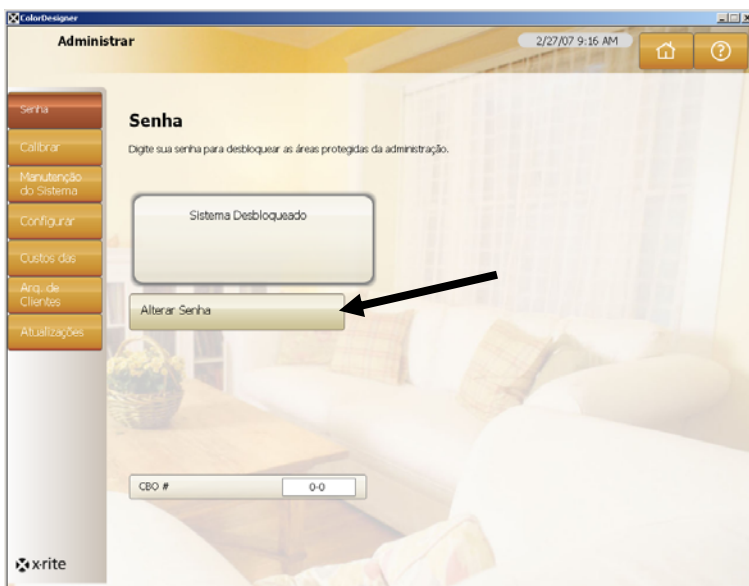 ColorDesigner
Administrar
2/27/07 9:16 AM
Senha
Calibrar
Manutenção
do Sistema
Configurar
Custos das
Arq. de
Clientes
Atualizações
Senha
Digite sua senha para desbloquear as áreas protegidas da administração.
Sistema Desbloqueado
Alterar Senha
CBO #
0-0
x·rite